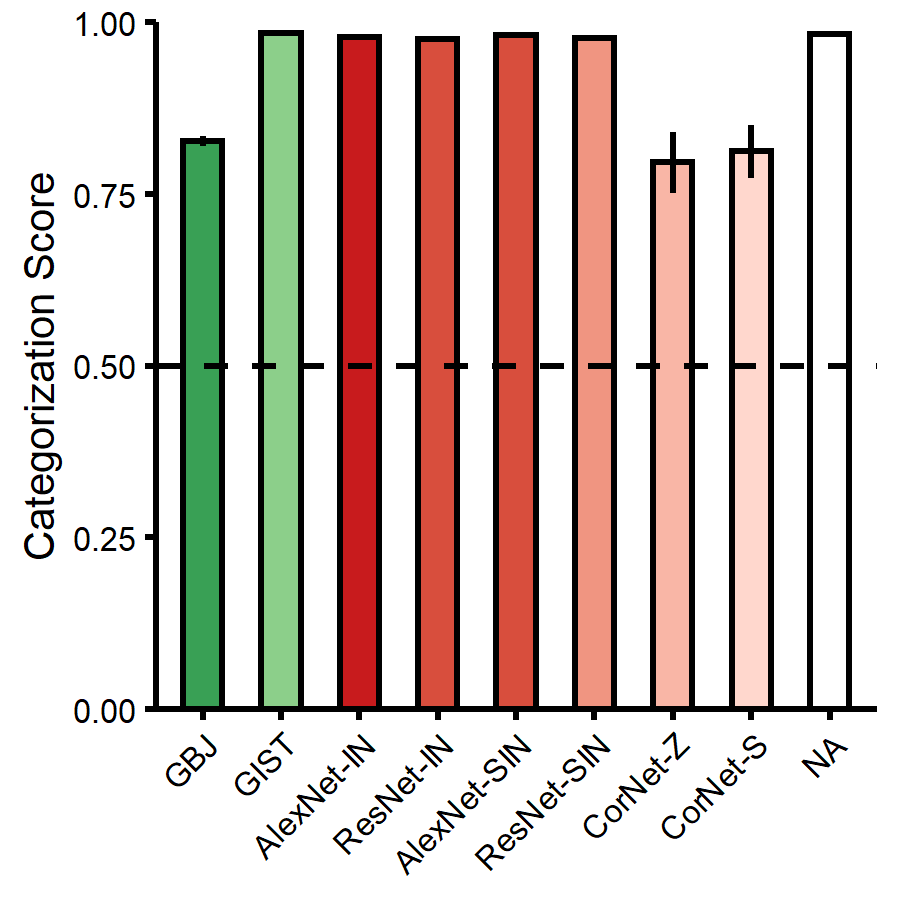 Categorization Score
1.00
0.75
0.50
0.25
0.00
GBJ
GIST
AlexNet-IN
ResNet-IN
AlexNet-SIN
ResNet-SIN
CorNet-Z
CorNet-S
NA